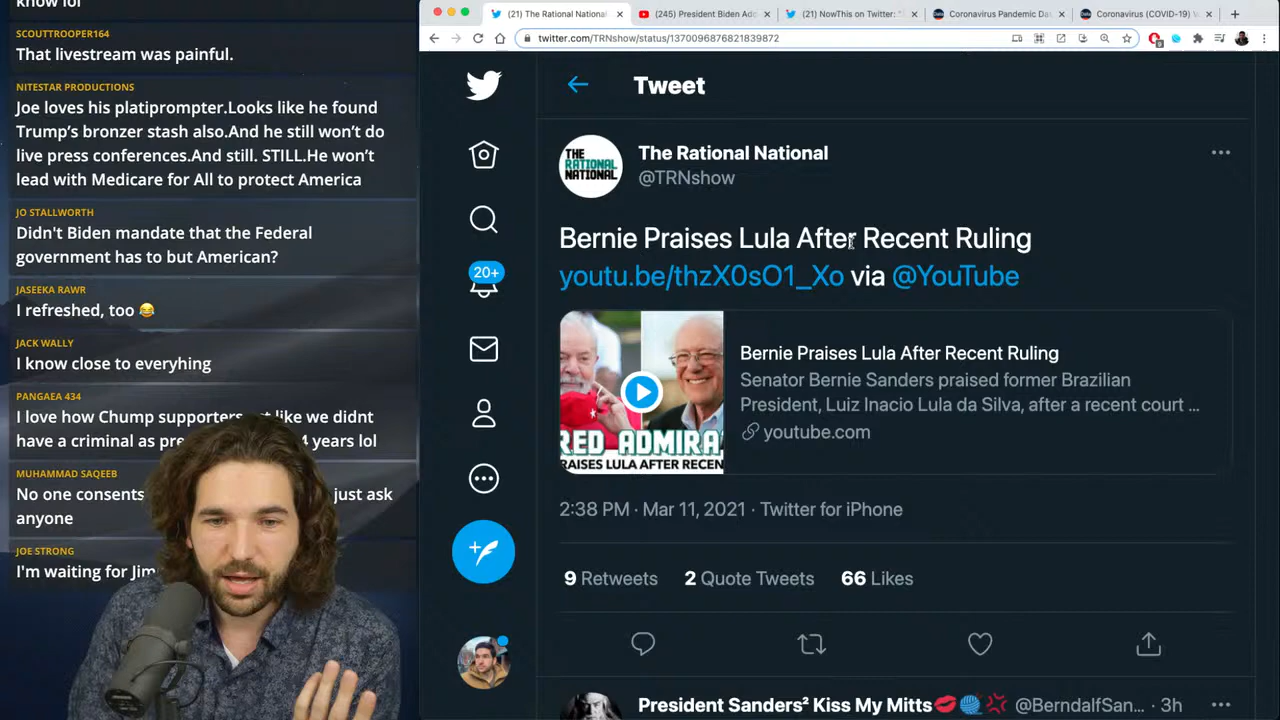 know lol
SCOUTTROOPER164
That livestream was painful.
NITESTAR PRODUCTIONS
Joe loves his platiprompter.Looks like he found
Trump's bronzer stash also.And he still won't do
live press conferences.And still. STILL.He won't
lead with Medicare for All to protect America
JO STALLWORTH
Didn't Biden mandate that the Federal
government has to but American?
JASEEKA RAWR
I refreshed, too 😂
JACK WALLY
I know close to everyhing
PANGAEA 434
I love how Chump supporters like we didnt
have a criminal as 4 years lol
MUHAMMAD SAQEEB
No one consents just ask
anyone
JOE STRONG
I'm waiting for
(21) The Rational National
(245) President Biden Ad
(21) NowThis on Twitter: "
Coronavirus Pandemic Da
Coronavirus (COVID-19) V
twitter.com/TRNshow/status/1370096876821839872
Tweet
THE
RATIONAL
NATIONAL
The Rational National
@TRNshow
Bernie Praises Lula After Recent Ruling
youtu.be/thzX0sO1_Xo via @YouTube
RED ADMIRA
RAISES LULA AFTER RECEN
Bernie Praises Lula After Recent Ruling
Senator Bernie Sanders praised former Brazilian
President, Luiz Inacio Lula da Silva, after a recent court ...
youtube.com
2:38 PM · Mar 11, 2021 · Twitter for iPhone
9 Retweets 2 Quote Tweets 66 Likes
20+
President Sanders² Kiss My Mitts💋🧶💢 @BerndalfSan... · 3h